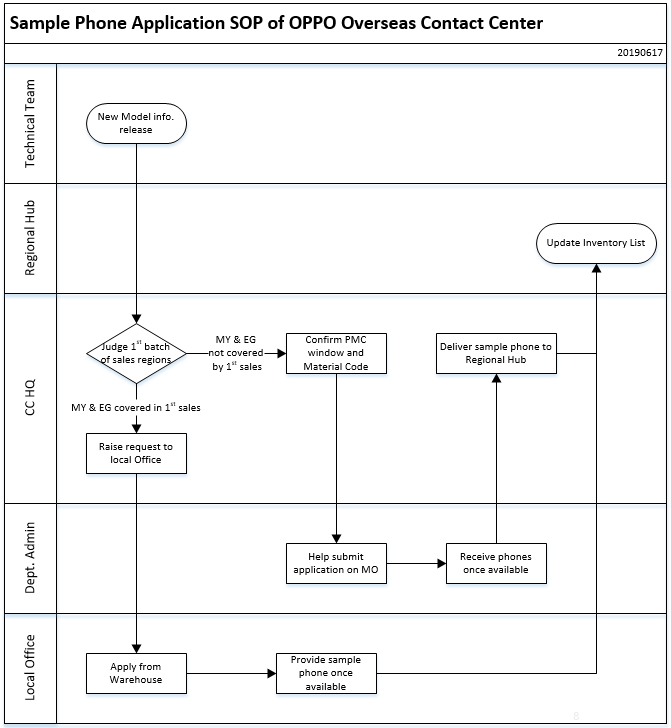 Sample Phone Application SOP of OPPO Overseas Contact Center
20190617
Technical Team
New Model info.
release
Regional Hub
Update Inventory List
CC HQ
Judge 1st batch
of sales regions
MY & EG
not covered
by 1st sales
Confirm PMC
window and
Material Code
Deliver sample phone to
Regional Hub
MY & EG covered in 1st sales
Raise request to
local Office
Dept. Admin
Help submit
application on MO
Receive phones
once available
Local Office
Apply from
Warehouse
Provide sample
phone once
available